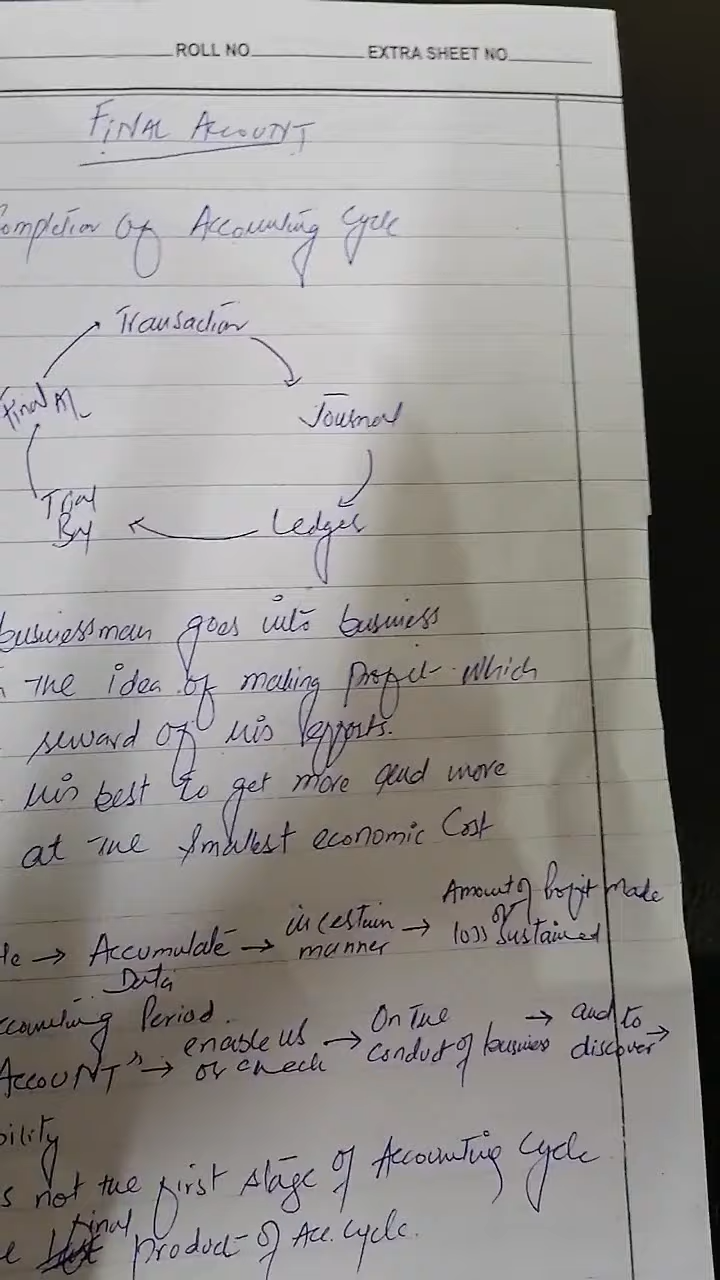 ROLL NO EXTRA SHEET NO
FINAL ACCOUNT
Completion Of Accounting Cycle
Transaction
Final A/c
Journal
Trial
Ledger
businessman goes into business
The idea of making Profit which
reward of his efforts.
his best to get more and more
at the smallest economic Cost
→ Accumulate Data → in certain manner → Amount of Profit made or loss sustained
Accounting Period.
Account" → enable us or check → On The conduct of business → and to discover →
not the first stage of Accounting Cycle
final product of Acc. Cycle.